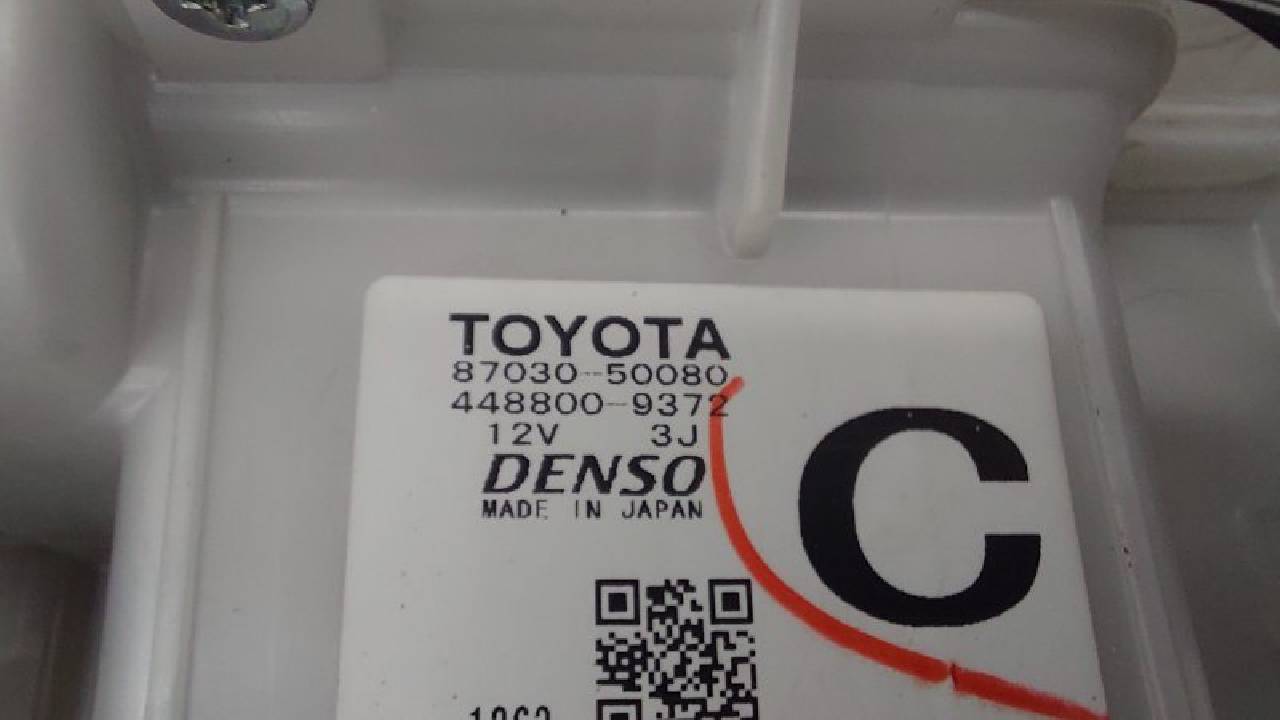 TOYOTA
87030-50080
448800-9372
12V 3J
DENSO
MADE IN JAPAN
C